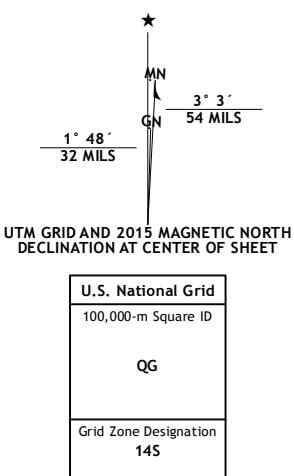 ★
MN
GN
3° 3´
54 MILS
1° 48´
32 MILS
UTM GRID AND 2015 MAGNETIC NORTH
DECLINATION AT CENTER OF SHEET
U.S. National Grid
100,000-m Square ID
QG
Grid Zone Designation
14S